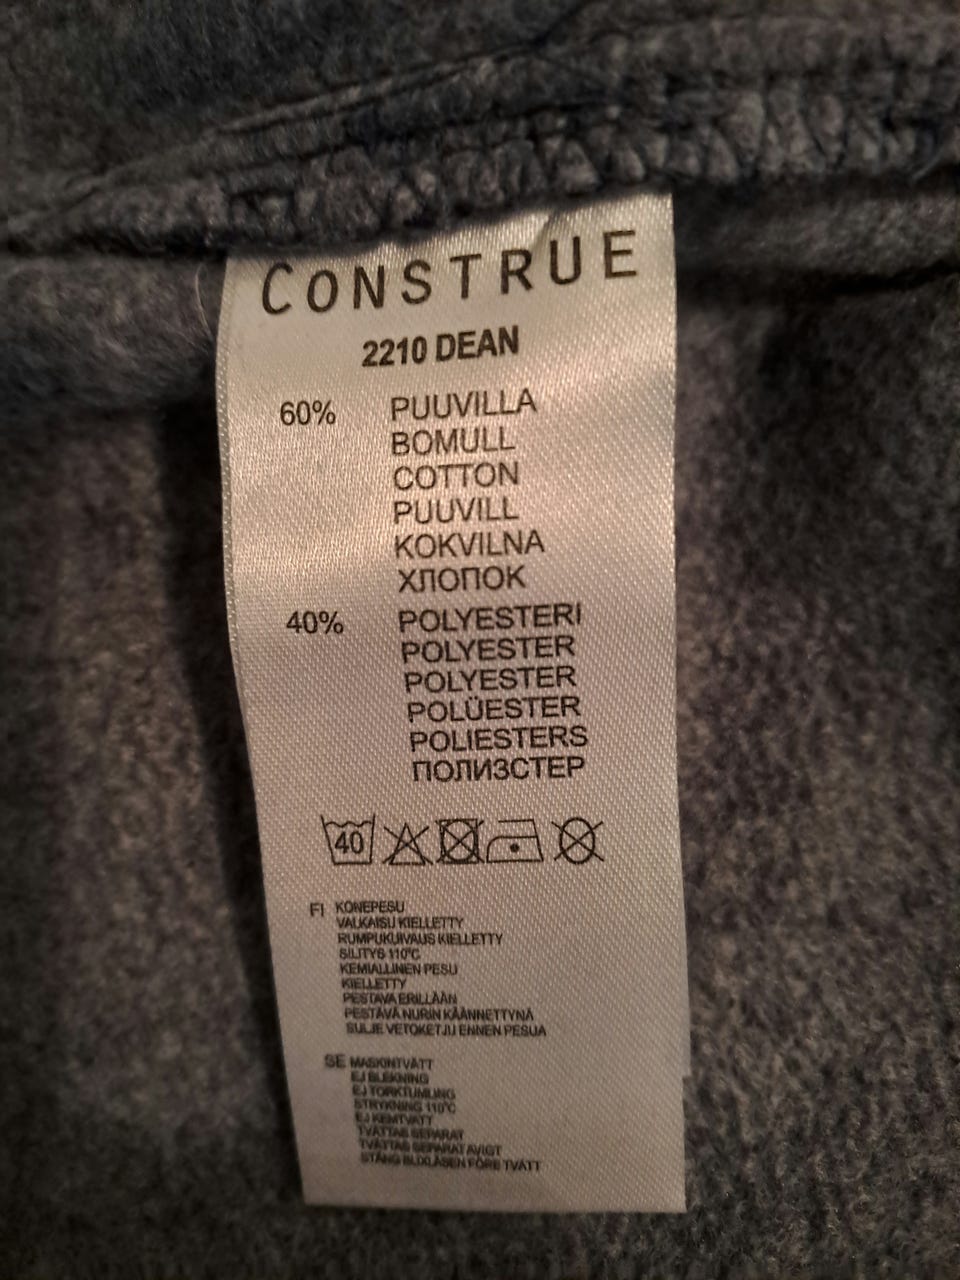 CONSTRUE
2210 DEAN
60% PUUVILLA
BOMULL
COTTON
PUUVILL
KOKVILNA
ХЛОПОК
40% POLYESTERI
POLYESTER
POLYESTER
POLÜESTER
POLIESTERS
ПОЛИЗСТЕР
40
FI KONEPESU
VALKAISU KIELLETTY
RUMPUKUIVAUS KIELLETTY
SILITYS 110°C
KEMIALLINEN PESU
KIELLETTY
PESTAVA ERILLÄÄN
PESTÄVÄ NURIN KÄÄNNETTYNÄ
SULJE VETOKETJU ENNEN PESUA
SE MASKINTVÄTT
EJ BLEKNING
EJ TORKTUMLING
STRYKNING 110°C
EJ KEMTVÄTT
TVÄTTAS SEPARAT
TVÄTTAS SEPARAT AVIGT
STÄNG BLIXLÅSEN FÖRE TVÄTT